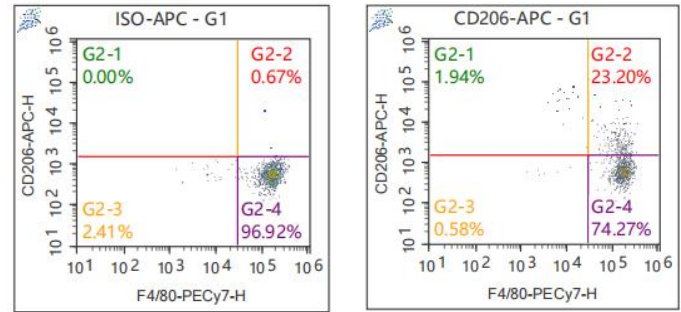 ISO-APC - G1
G2-1
0.00%
G2-2
0.67%
G2-3
2.41%
G2-4
96.92%
CD206-APC-H
10^1 10^2 10^3 10^4 10^5 10^6
10^1 10^2 10^3 10^4 10^5 10^6
F4/80-PECy7-H
CD206-APC - G1
G2-1
1.94%
G2-2
23.20%
G2-3
0.58%
G2-4
74.27%
CD206-APC-H
10^1 10^2 10^3 10^4 10^5 10^6
10^1 10^2 10^3 10^4 10^5 10^6
F4/80-PECy7-H